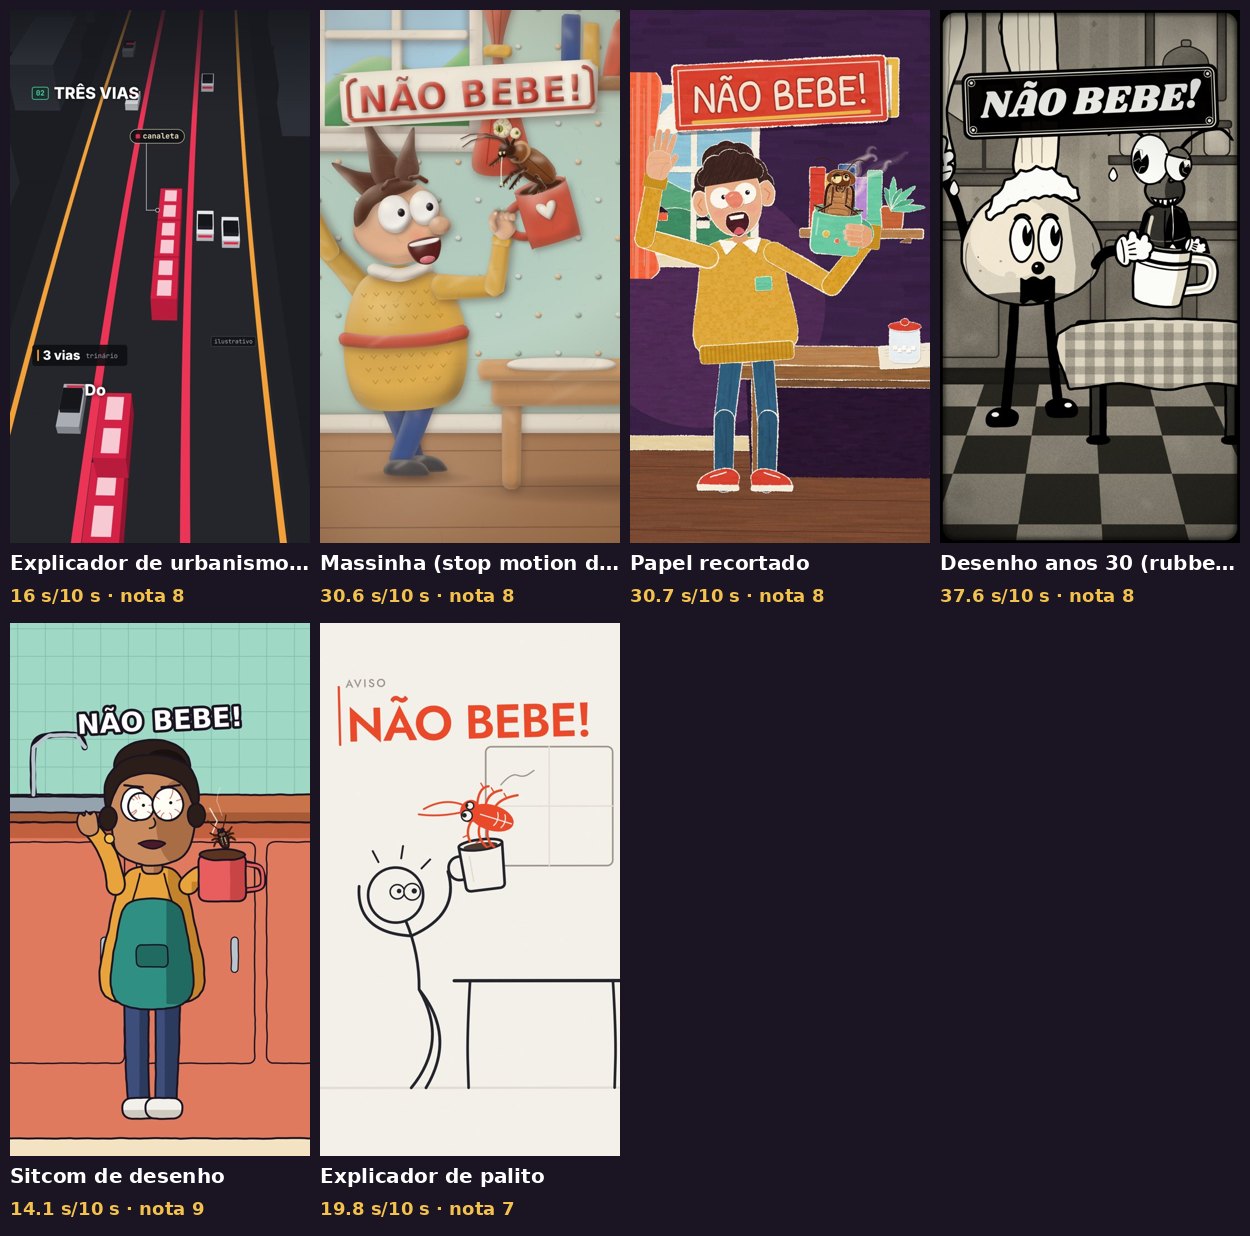 02 TRÊS VIAS
canaleta
ilustrativo
3 vias trinário
Do
NÃO BEBE!
NÃO BEBE!
NÃO BEBE!
Explicador de urbanismo...
16 s/10 s · nota 8
Massinha (stop motion d...
30.6 s/10 s · nota 8
Papel recortado
30.7 s/10 s · nota 8
Desenho anos 30 (rubbe...
37.6 s/10 s · nota 8
NÃO BEBE!
AVISO
NÃO BEBE!
Sitcom de desenho
14.1 s/10 s · nota 9
Explicador de palito
19.8 s/10 s · nota 7